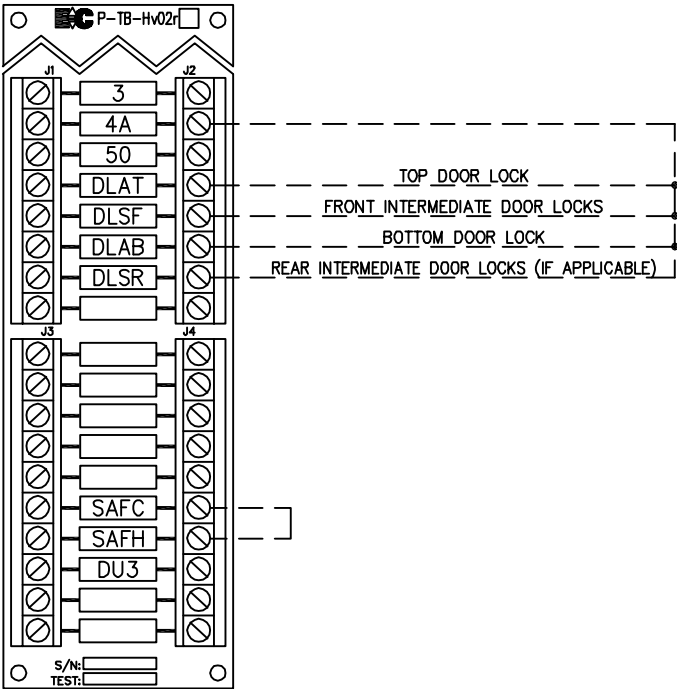 P-TB-Hv02r
J1 J2
3
4A
50
DLAT TOP DOOR LOCK
DLSF FRONT INTERMEDIATE DOOR LOCKS
DLAB BOTTOM DOOR LOCK
DLSR REAR INTERMEDIATE DOOR LOCKS (IF APPLICABLE)
J3 J4
SAFC
SAFH
DU3
S/N:
TEST: